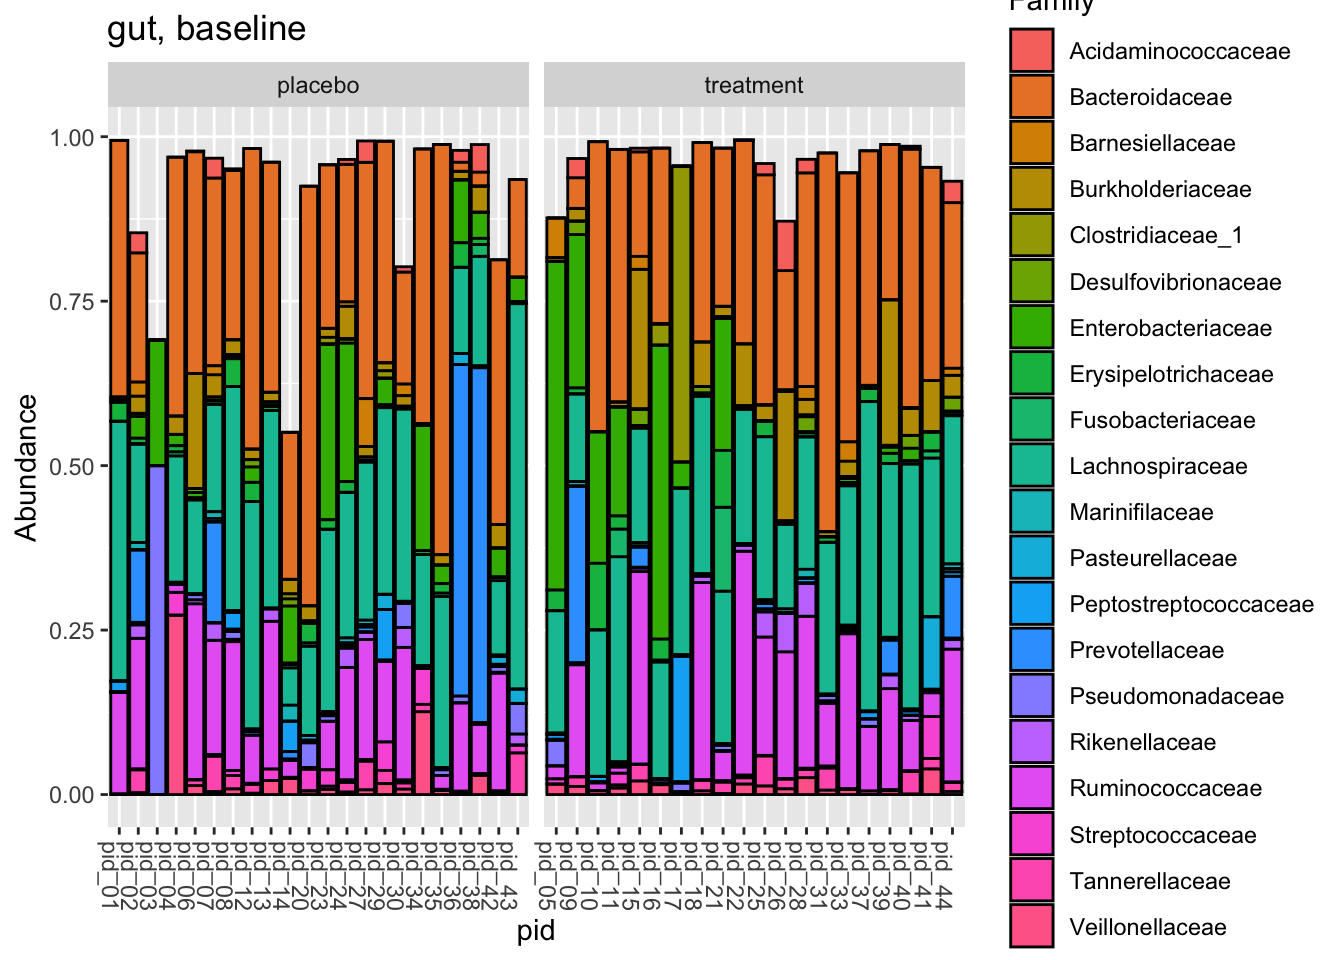 gut, baseline
placebo
treatment
Abundance
1.00
0.75
0.50
0.25
0.00
pid_01
pid_02
pid_03
pid_04
pid_06
pid_07
pid_08
pid_12
pid_13
pid_14
pid_20
pid_23
pid_24
pid_27
pid_29
pid_30
pid_34
pid_35
pid_36
pid_38
pid_42
pid_43
pid_05
pid_09
pid_10
pid_11
pid_15
pid_16
pid_17
pid_18
pid_19
pid_21
pid_22
pid_25
pid_26
pid_28
pid_31
pid_33
pid_37
pid_39
pid_40
pid_41
pid_44
pid
Family
Acidaminococcaceae
Bacteroidaceae
Barnesiellaceae
Burkholderiaceae
Clostridiaceae_1
Desulfovibrionaceae
Enterobacteriaceae
Erysipelotrichaceae
Fusobacteriaceae
Lachnospiraceae
Marinifilaceae
Pasteurellaceae
Peptostreptococcaceae
Prevotellaceae
Pseudomonadaceae
Rikenellaceae
Ruminococcaceae
Streptococcaceae
Tannerellaceae
Veillonellaceae